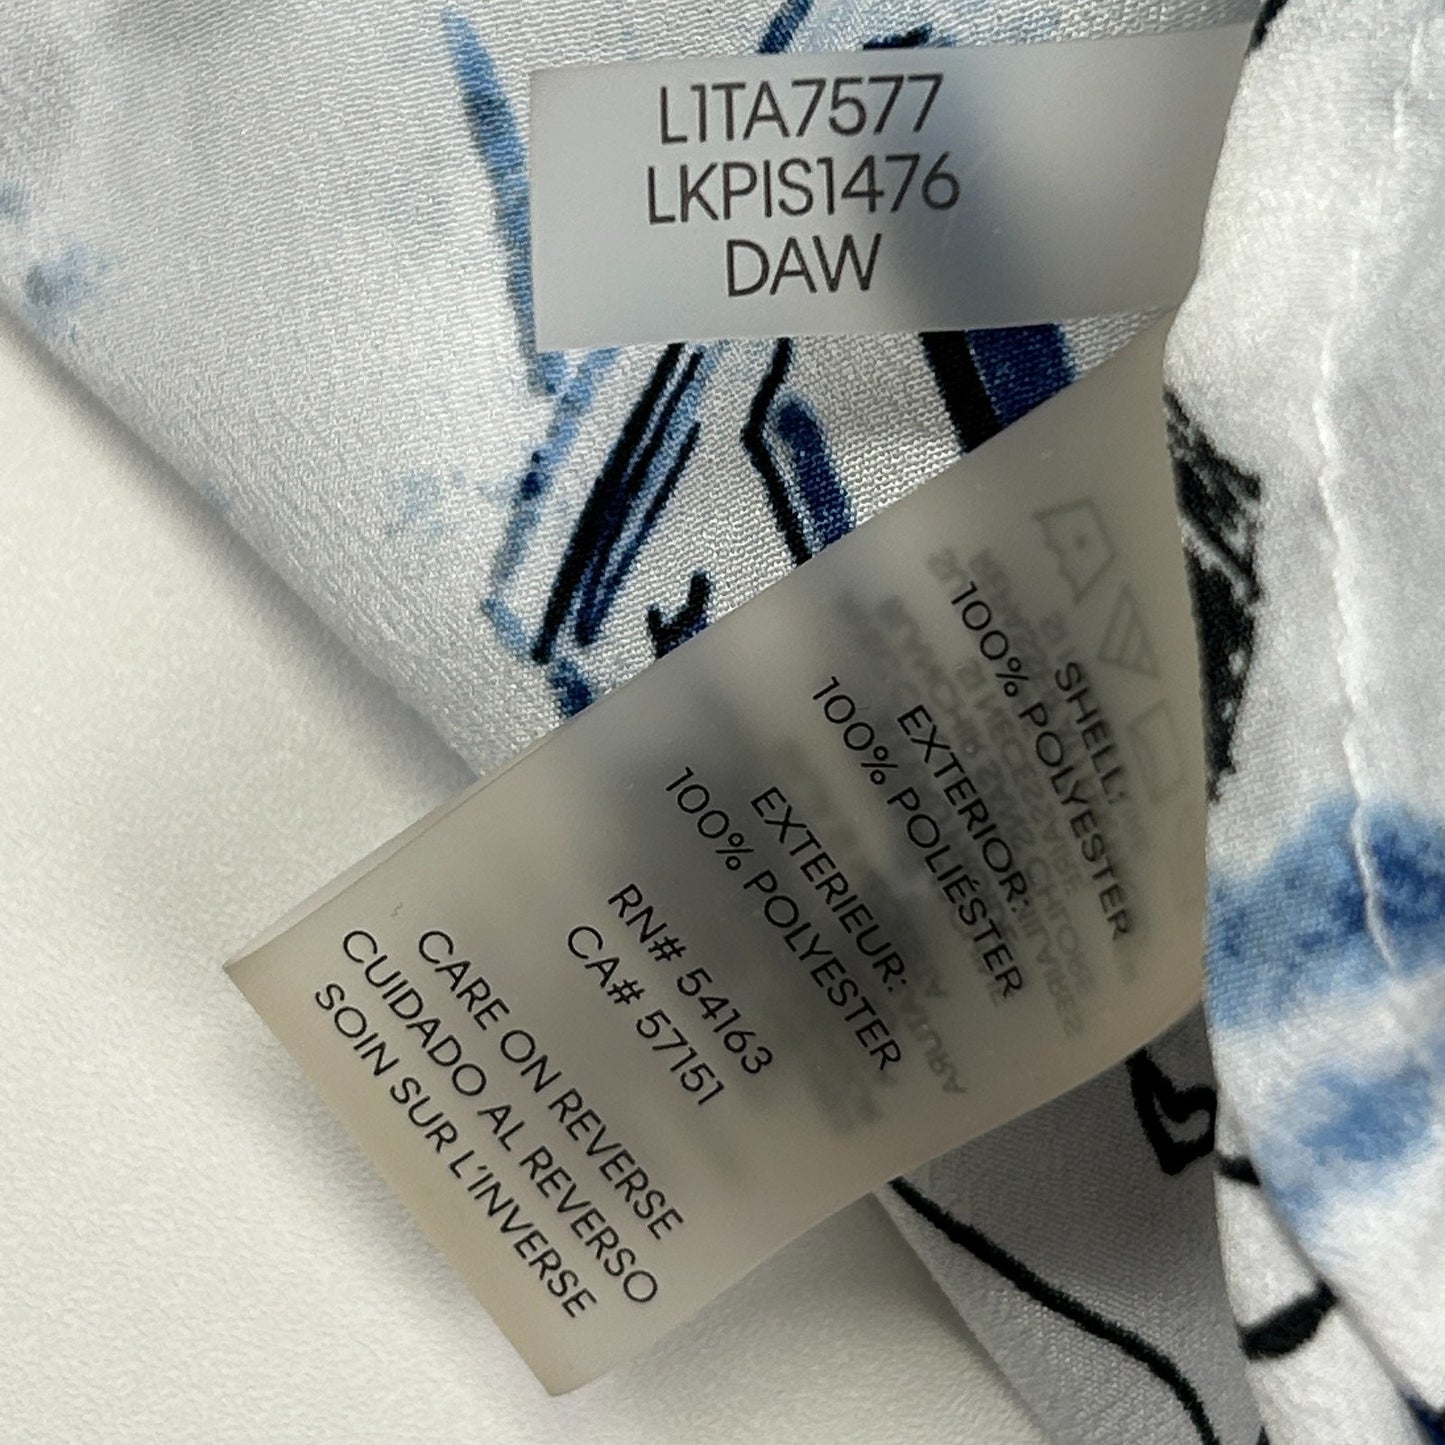 L1TA7577
LKPIS1476
DAW
SHELL:
100% POLYESTER
EXTERIOR:
100% POLIÉSTER
EXTERIEUR:
100% POLYESTER
RN# 54163
CA# 57151
CARE ON REVERSE
CUIDADO AL REVERSO
SOIN SUR L'INVERSE